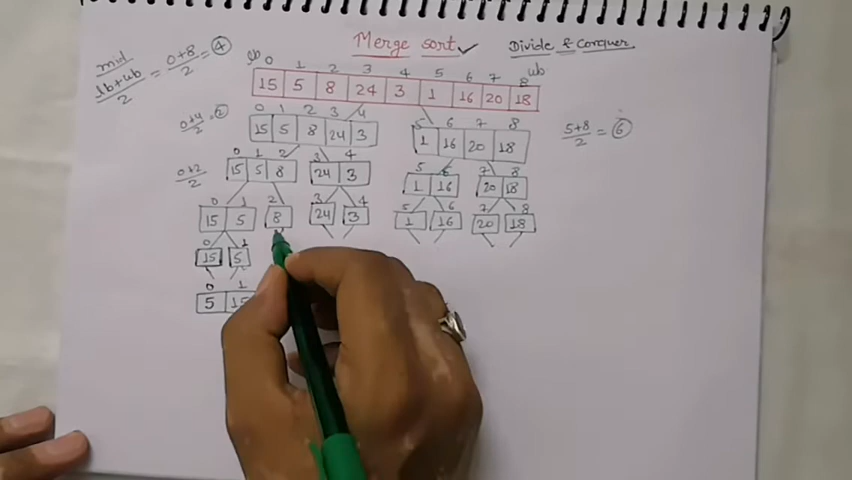 Merge sort ✓ Divide & Conquer
mid
lb+ub/2 = 0+8/2 = 4
lb 0 1 2 3 4 5 6 7 8 ub
15 5 8 24 3 1 16 20 18
0+4/2 = 2
0 1 2 3 4
15 5 8 24 3
5 6 7 8
1 16 20 18
5+8/2 = 6
0+2/2
0 1 2
15 5 8
3 4
24 3
5 6
1 16
7 8
20 18
0 1 2 3 4 5 6 7 8
15 5 8 24 3 1 16 20 18
0 1
15 5
0 1
5 15